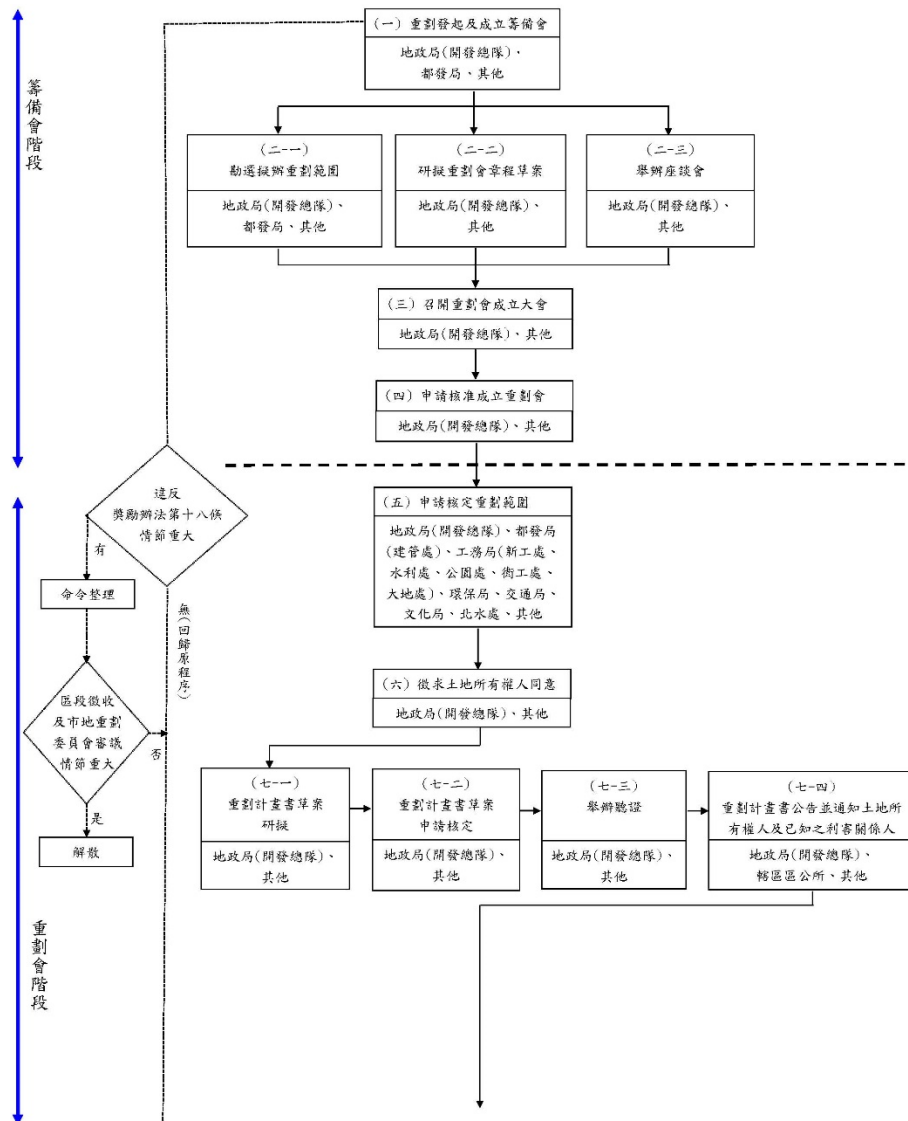 籌備會階段
(一)重劃發起及成立籌備會
地政局(開發總隊)、
都發局、其他
(二-一)
勘選擬辦重劃範圍
地政局(開發總隊)、
都發局、其他
(二-二)
研擬重劃會章程草案
地政局(開發總隊)、
其他
(二-三)
舉辦座談會
地政局(開發總隊)、
其他
(三)召開重劃會成立大會
地政局(開發總隊)、其他
(四)申請核准成立重劃會
地政局(開發總隊)、其他
重劃會階段
違反
獎勵辦法第十八條
情節重大
有
命令整理
無(回歸原程序)
區段徵收
及市地重劃
委員會審議
情節重大
否
是
解散
(五)申請核定重劃範圍
地政局(開發總隊)、都發局
(建管處)、工務局(新工處、
水利處、公園處、衛工處、
大地處)、環保局、交通局、
文化局、北水處、其他
(六)徵求土地所有權人同意
地政局(開發總隊)、其他
(七-一)
重劃計畫書草案
研擬
地政局(開發總隊)、
其他
(七-二)
重劃計畫書草案
申請核定
地政局(開發總隊)、
其他
(七-三)
舉辦聽證
地政局(開發總隊)、
其他
(七-四)
重劃計畫書公告並通知土地所
有權人及已知之利害關係人
地政局(開發總隊)、
轄區區公所、其他